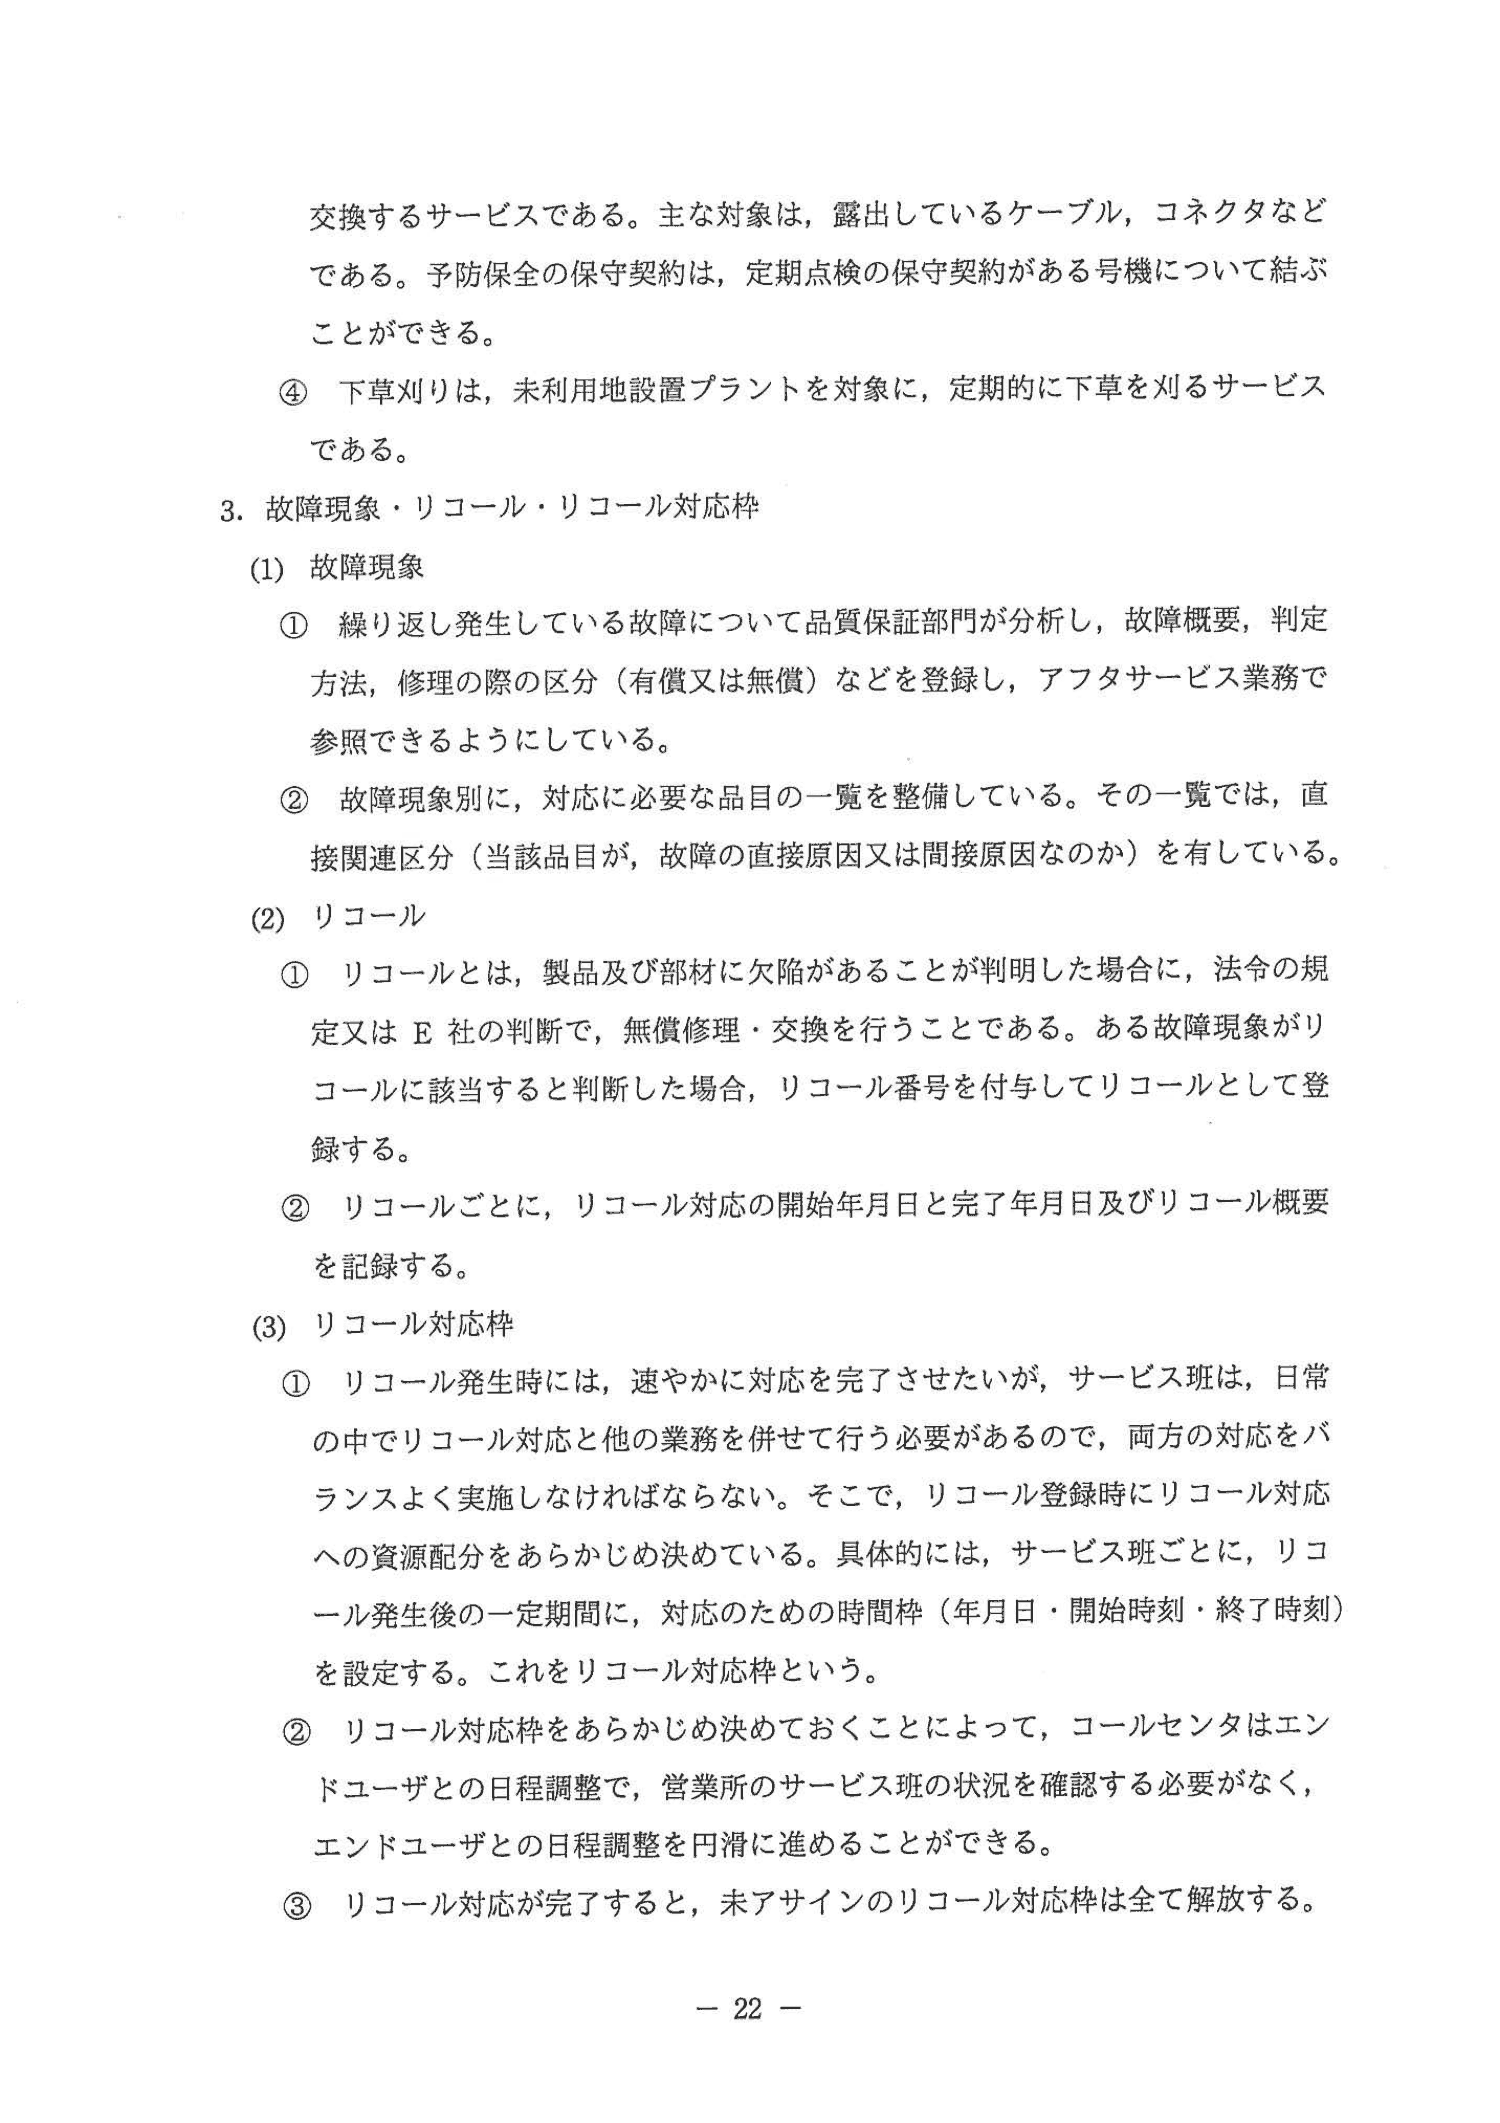 交換するサービスである。主な対象は，露出しているケーブル，コネクタなど
である。予防保全の保守契約は，定期点検の保守契約がある号機について結ぶ
ことができる。
④　下草刈りは，未利用地設置プラントを対象に，定期的に下草を刈るサービス
である。
3．故障現象・リコール・リコール対応枠
(1)　故障現象
①　繰り返し発生している故障について品質保証部門が分析し，故障概要，判定
方法，修理の際の区分（有償又は無償）などを登録し，アフタサービス業務で
参照できるようにしている。
②　故障現象別に，対応に必要な品目の一覧を整備している。その一覧では，直
接関連区分（当該品目が，故障の直接原因又は間接原因なのか）を有している。
(2)　リコール
①　リコールとは，製品及び部材に欠陥があることが判明した場合に，法令の規
定又は E 社の判断で，無償修理・交換を行うことである。ある故障現象がリ
コールに該当すると判断した場合，リコール番号を付与してリコールとして登
録する。
②　リコールごとに，リコール対応の開始年月日と完了年月日及びリコール概要
を記録する。
(3)　リコール対応枠
①　リコール発生時には，速やかに対応を完了させたいが，サービス班は，日常
の中でリコール対応と他の業務を併せて行う必要があるので，両方の対応をバ
ランスよく実施しなければならない。そこで，リコール登録時にリコール対応
への資源配分をあらかじめ決めている。具体的には，サービス班ごとに，リコ
ール発生後の一定期間に，対応のための時間枠（年月日・開始時刻・終了時刻）
を設定する。これをリコール対応枠という。
②　リコール対応枠をあらかじめ決めておくことによって，コールセンタはエン
ドユーザとの日程調整で，営業所のサービス班の状況を確認する必要がなく，
エンドユーザとの日程調整を円滑に進めることができる。
③　リコール対応が完了すると，未アサインのリコール対応枠は全て解放する。
－ 22 －